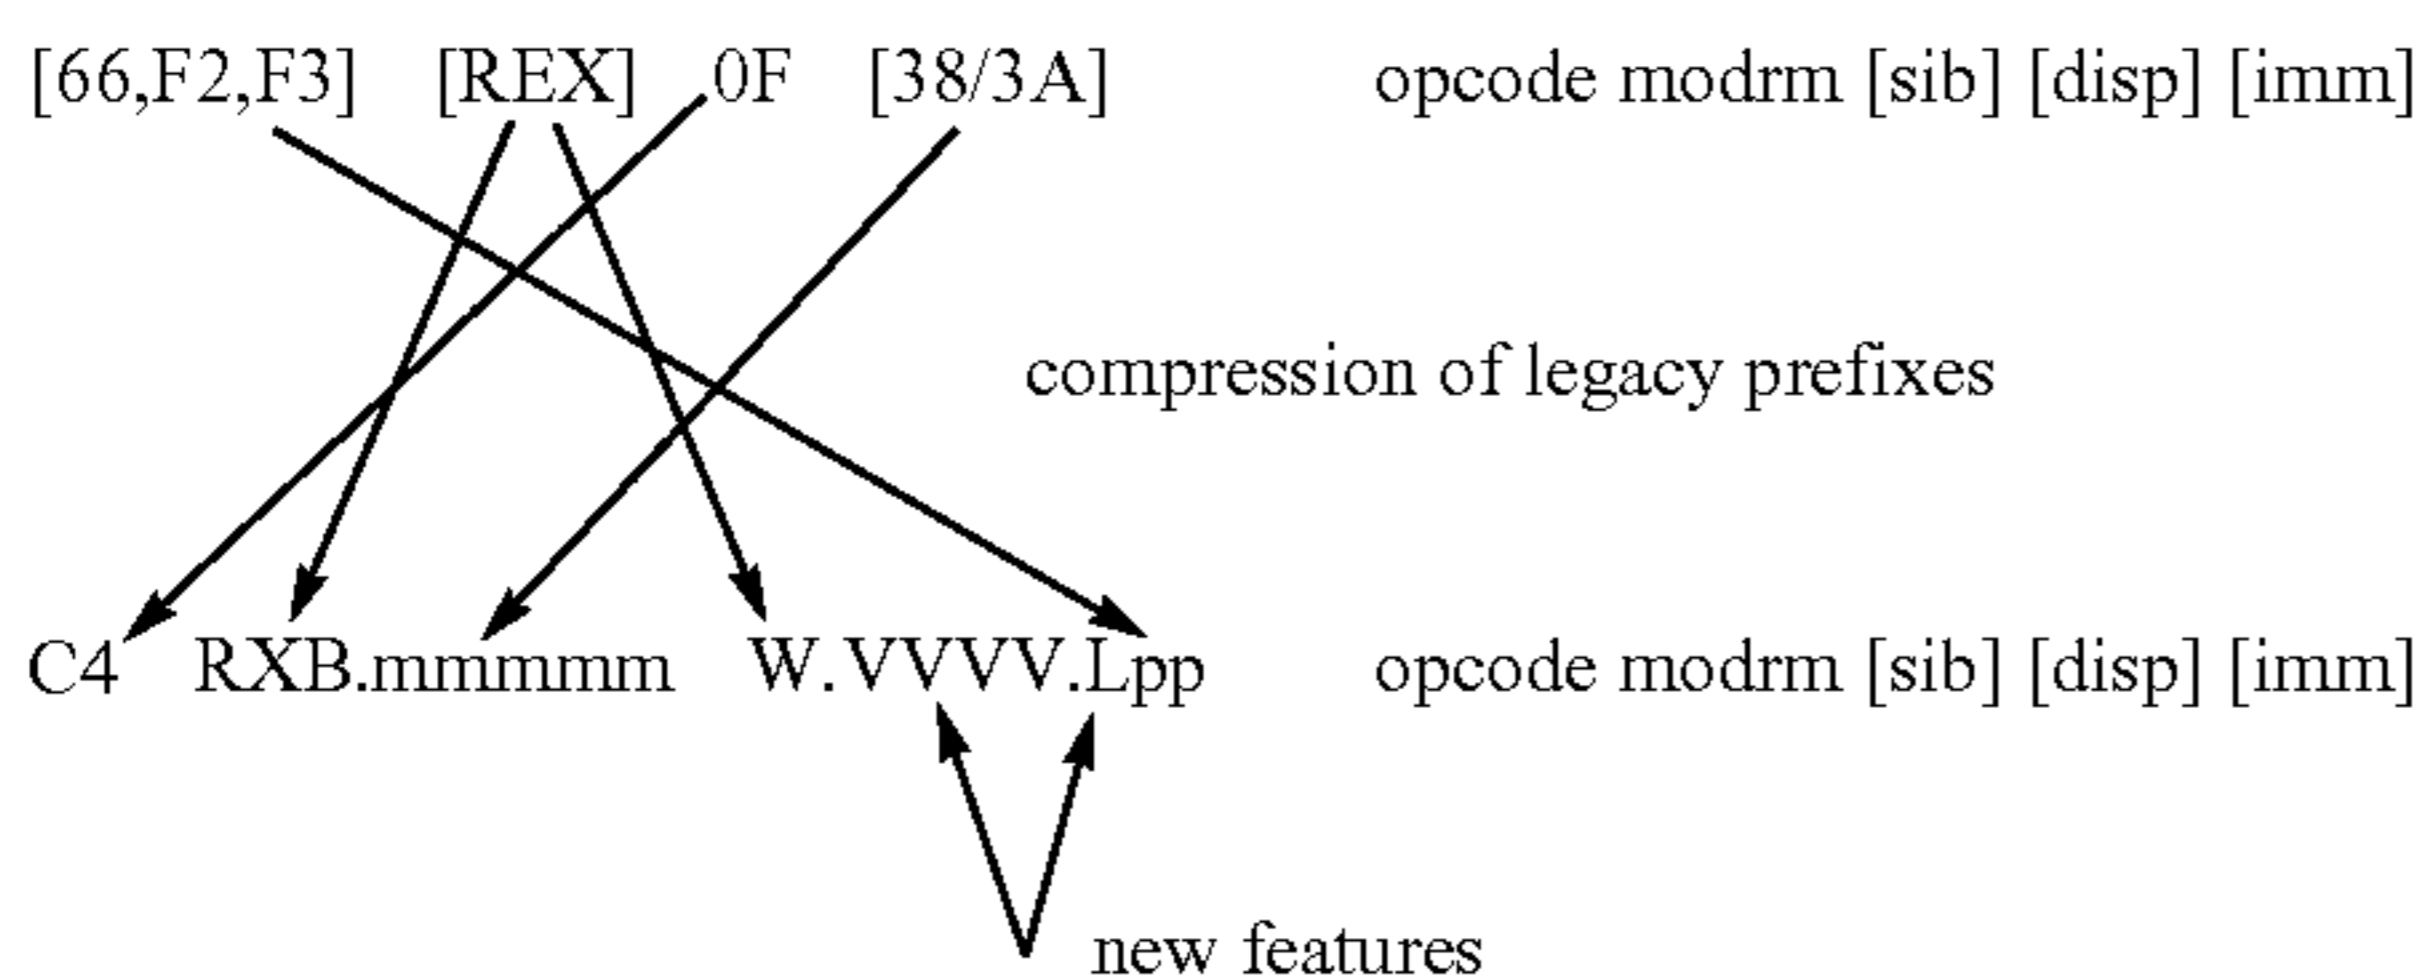 [66,F2,F3] [REX] 0F [38/3A] opcode modrm [sib] [disp] [imm]
compression of legacy prefixes
C4 RXB.mmmmm W.VVVV.Lpp opcode modrm [sib] [disp] [imm]
new features